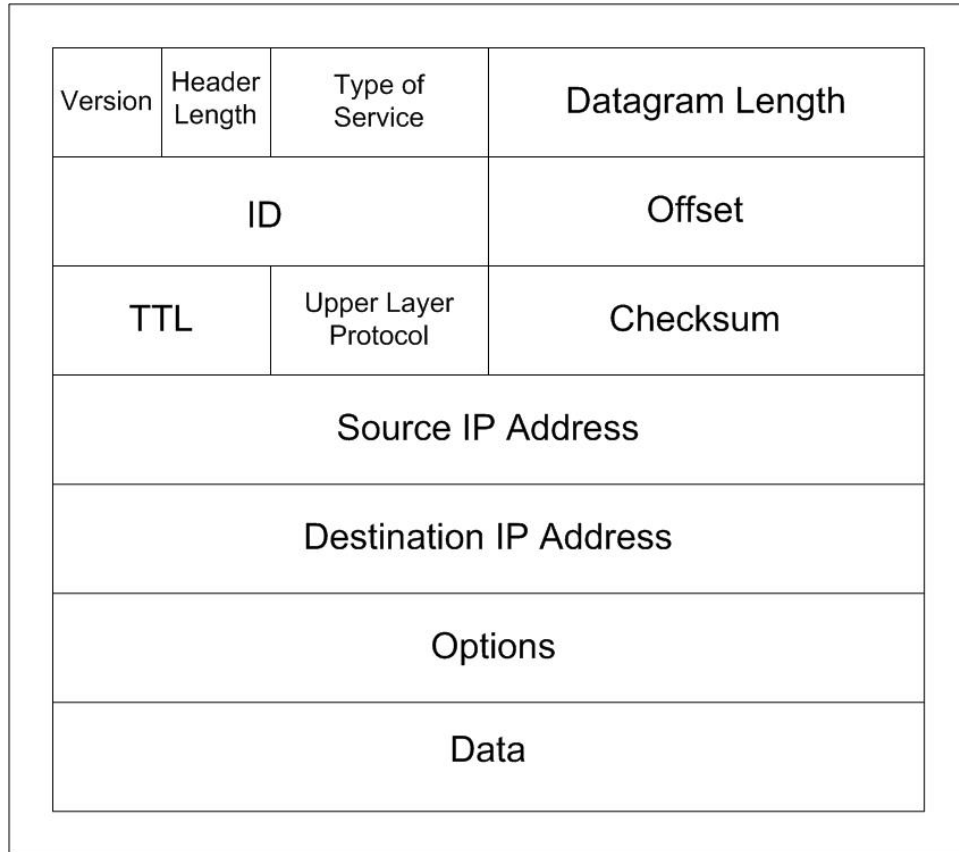 Version
Header
Length
Type of
Service
Datagram Length
ID
Offset
TTL
Upper Layer
Protocol
Checksum
Source IP Address
Destination IP Address
Options
Data